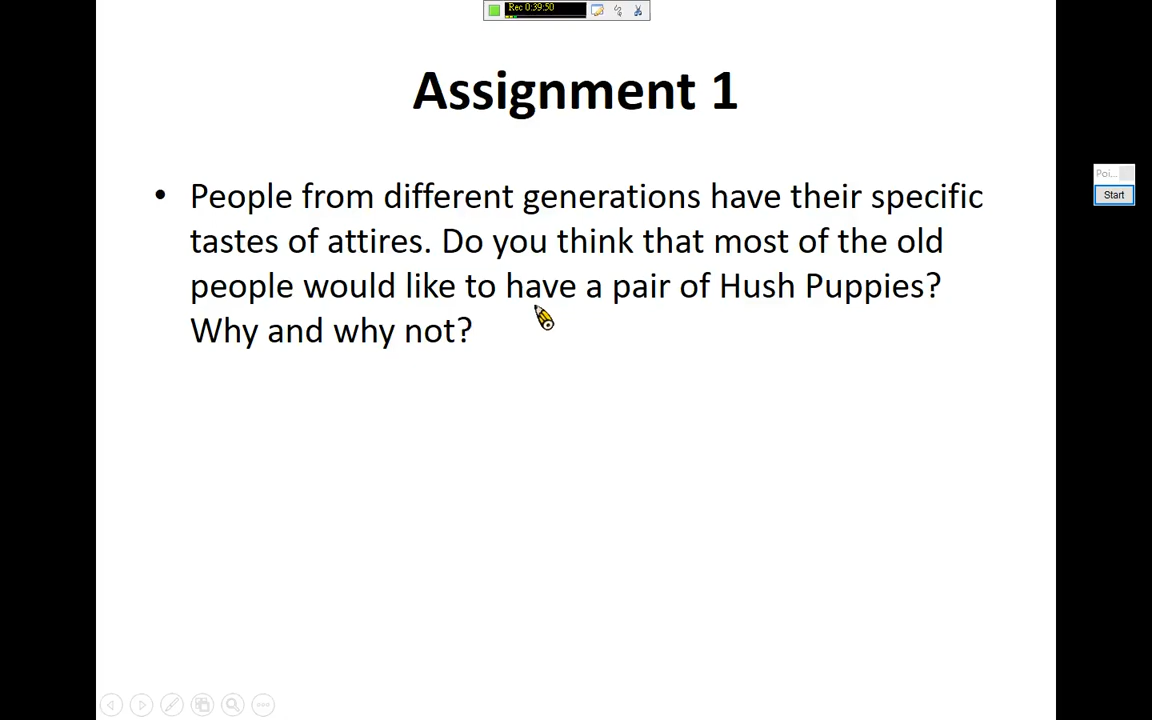 Rec 0:39:50
Assignment 1
Poi...
• People from different generations have their specific
Start
tastes of attires. Do you think that most of the old
people would like to have a pair of Hush Puppies?
Why and why not?